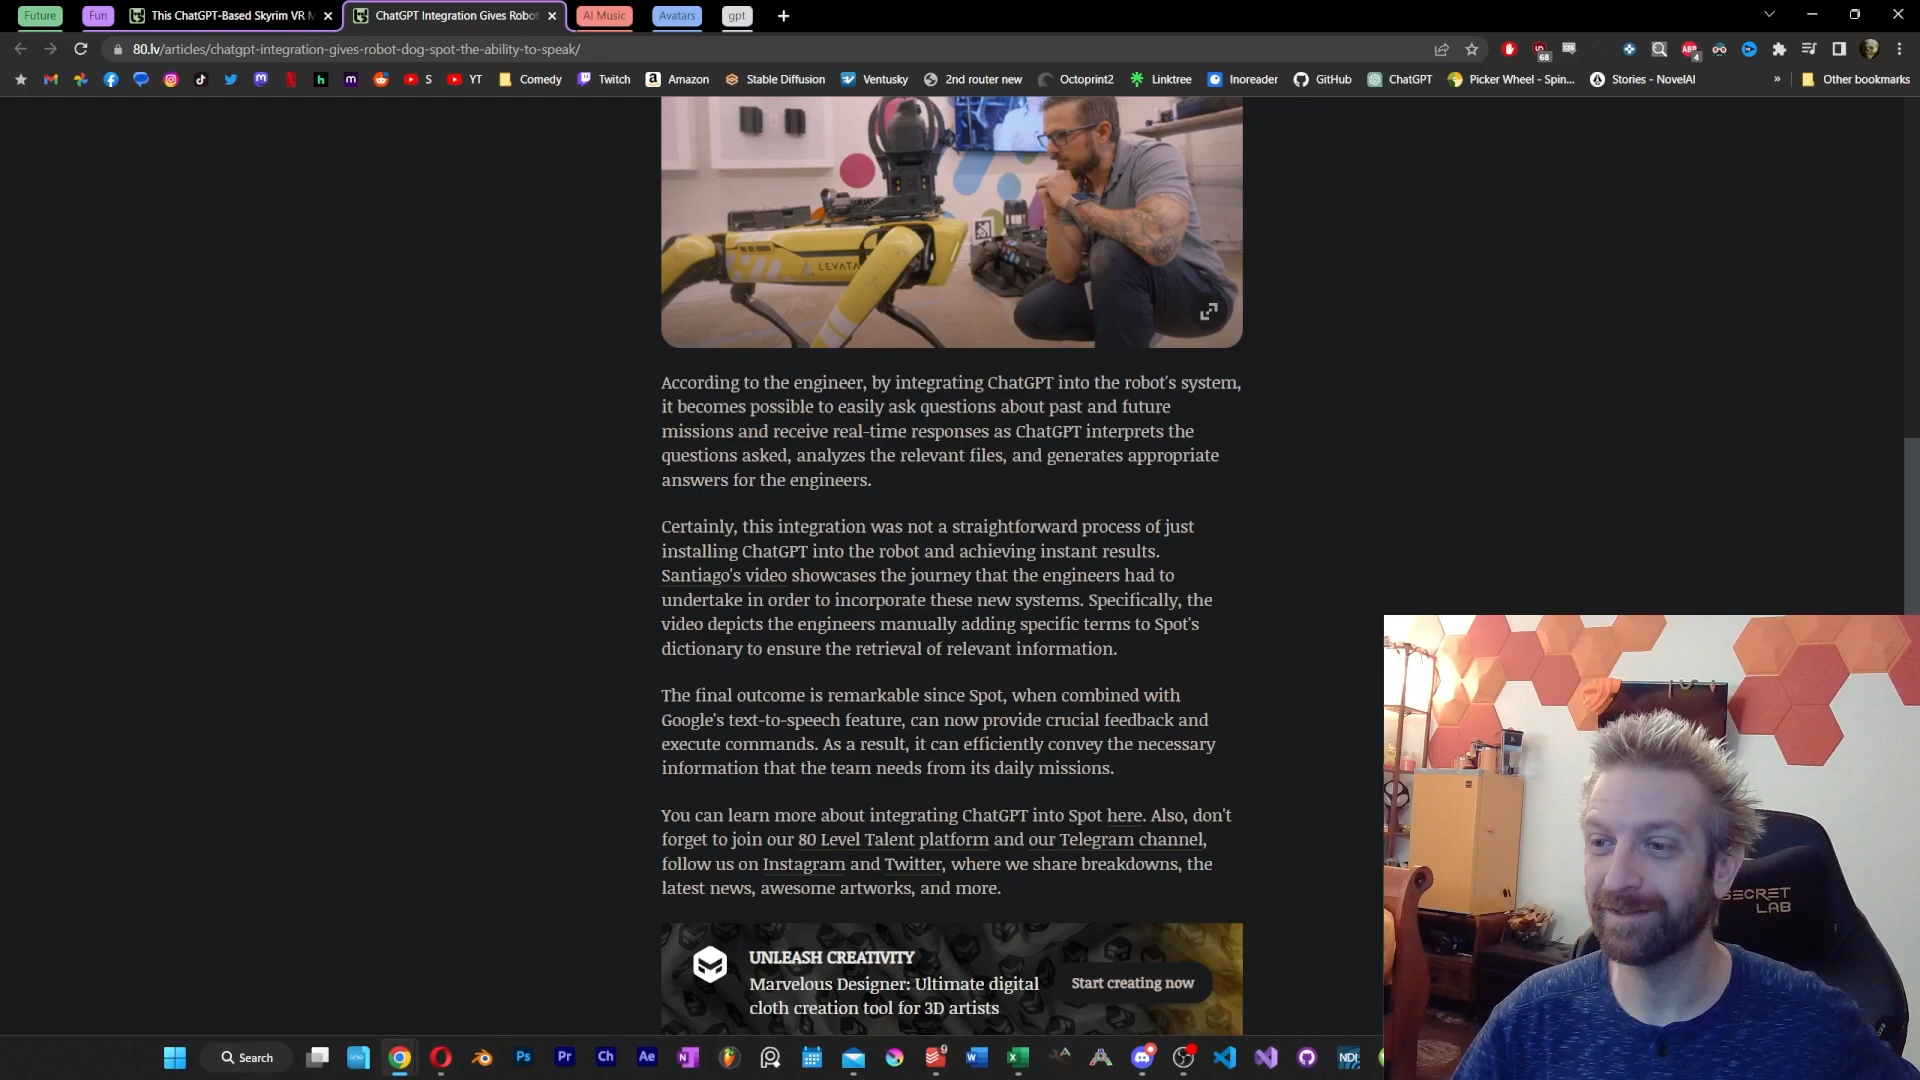 Future
Fun
This ChatGPT-Based Skyrim VR M
ChatGPT Integration Gives Robot
AI Music
Avatars
gpt
80.lv/articles/chatgpt-integration-gives-robot-dog-spot-the-ability-to-speak/
68
4
S
YT
Comedy
Twitch
Amazon
Stable Diffusion
Ventusky
2nd router new
Octoprint2
Linktree
Inoreader
GitHub
ChatGPT
Picker Wheel - Spin...
Stories - NovelAI
»
Other bookmarks
LEVATA
According to the engineer, by integrating ChatGPT into the robot's system,
it becomes possible to easily ask questions about past and future
missions and receive real-time responses as ChatGPT interprets the
questions asked, analyzes the relevant files, and generates appropriate
answers for the engineers.
Certainly, this integration was not a straightforward process of just
installing ChatGPT into the robot and achieving instant results.
Santiago's video showcases the journey that the engineers had to
undertake in order to incorporate these new systems. Specifically, the
video depicts the engineers manually adding specific terms to Spot's
dictionary to ensure the retrieval of relevant information.
The final outcome is remarkable since Spot, when combined with
Google's text-to-speech feature, can now provide crucial feedback and
execute commands. As a result, it can efficiently convey the necessary
information that the team needs from its daily missions.
You can learn more about integrating ChatGPT into Spot here. Also, don't
forget to join our 80 Level Talent platform and our Telegram channel,
follow us on Instagram and Twitter, where we share breakdowns, the
latest news, awesome artworks, and more.
SECRET
LAB
UNLEASH CREATIVITY
Marvelous Designer: Ultimate digital
cloth creation tool for 3D artists
Start creating now
Search
Ps
Pr
Ch
Ae
N
9
W
X
NDI